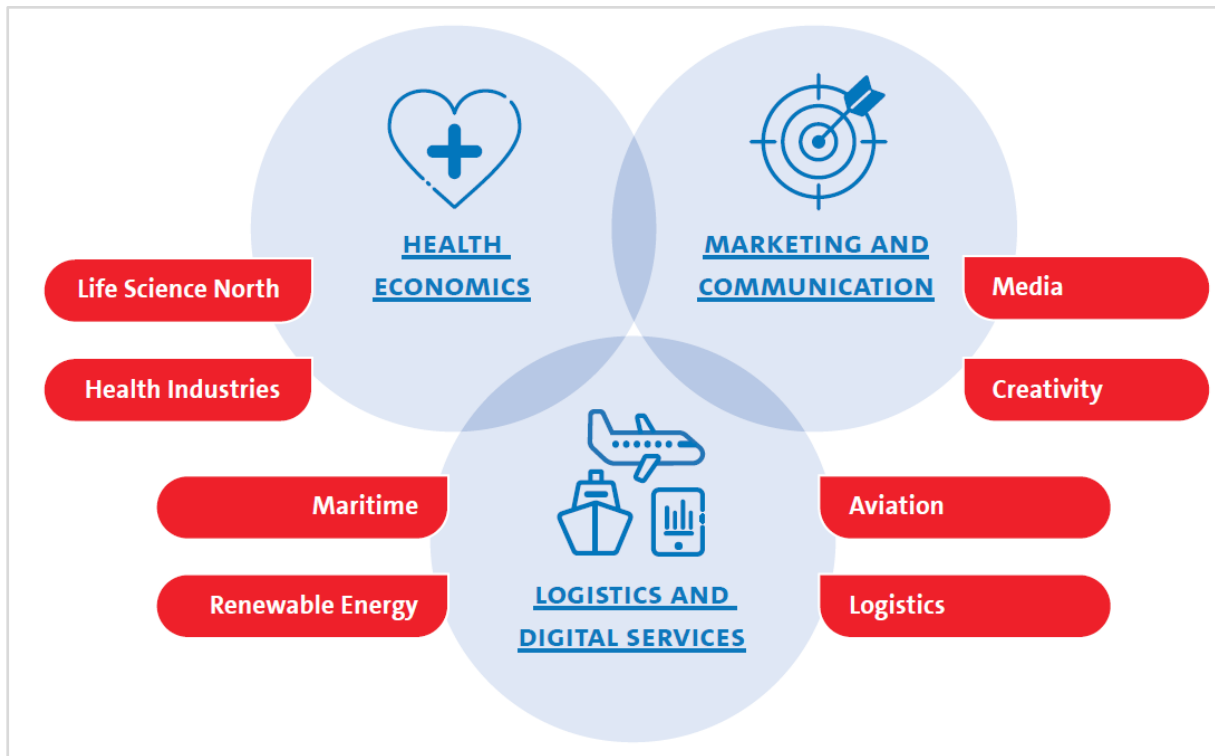 HEALTH
ECONOMICS
MARKETING AND
COMMUNICATION
Life Science North
Health Industries
Media
Creativity
Maritime
Renewable Energy
Aviation
Logistics
LOGISTICS AND
DIGITAL SERVICES